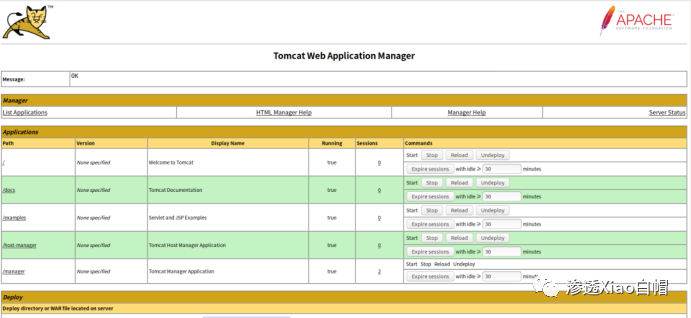 TM
THE
APACHE
SOFTWARE FOUNDATION
Tomcat Web Application Manager
Message: OK
Manager
List Applications HTML Manager Help Manager Help Server Status
Applications
Path Version Display Name Running Sessions Commands
/ None specified Welcome to Tomcat true 0 Start Stop Reload Undeploy
Expire sessions with idle ≥ 30 minutes
/docs None specified Tomcat Documentation true 0 Start Stop Reload Undeploy
Expire sessions with idle ≥ 30 minutes
/examples None specified Servlet and JSP Examples true 0 Start Stop Reload Undeploy
Expire sessions with idle ≥ 30 minutes
/host-manager None specified Tomcat Host Manager Application true 0 Start Stop Reload Undeploy
Expire sessions with idle ≥ 30 minutes
/manager None specified Tomcat Manager Application true Start Stop Reload Undeploy
Expire sessions with idle ≥ 30
渗透Xiao白帽
Deploy
Deploy directory or WAR file located on server